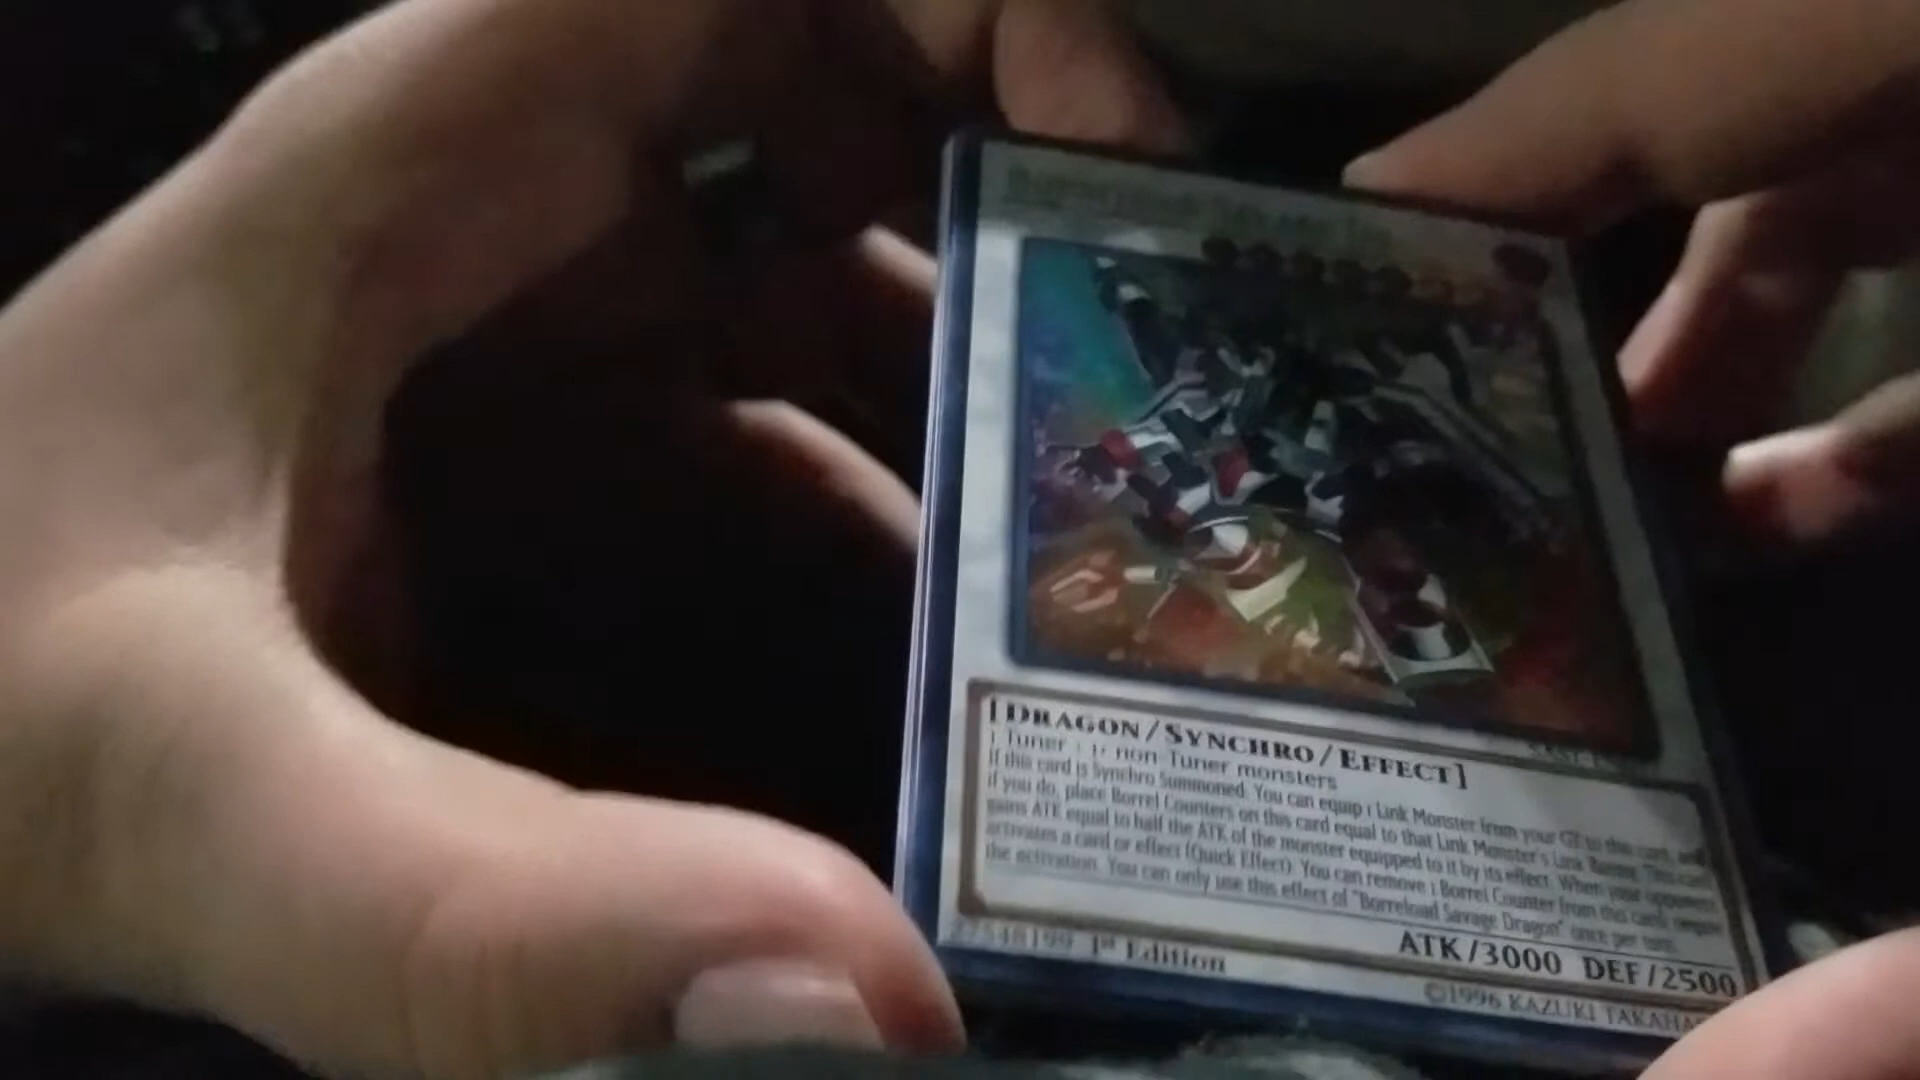 [DRAGON/SYNCHRO/EFFECT]
1 Tuner 1+ non-Tuner monsters
If this card is Synchro Summoned: You can equip 1 Link Monster from your GY to this card, and
if you do, place Borrel Counters on this card equal to that Link Monster's Link Rating. This card
gains ATK equal to half the ATK of the monster equipped to it by its effect. When your opponent
activates a card or effect (Quick Effect): You can remove 1 Borrel Counter from this card; negate
the activation. You can only use this effect of "Borreload Savage Dragon" once per turn.
ATK/3000 DEF/2500
27548199 1st Edition
©1996 KAZUKI TAKAHA